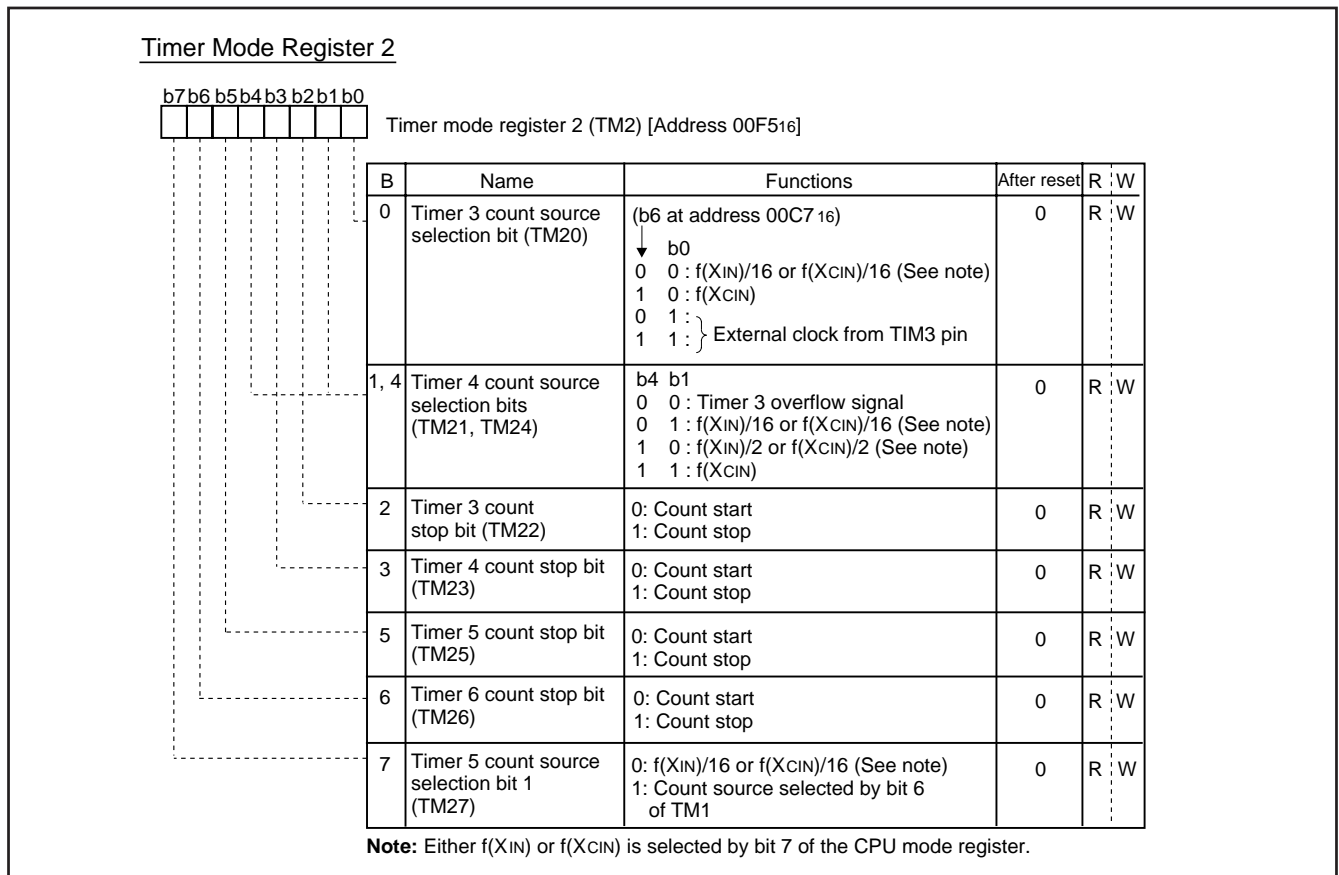 Timer Mode Register 2
b7 b6 b5 b4 b3 b2 b1 b0
Timer mode register 2 (TM2) [Address 00F516]
B Name Functions After reset R W
0 Timer 3 count source selection bit (TM20) (b6 at address 00C7 16) 0 R W
b0
0 0 : f(XIN)/16 or f(XCIN)/16 (See note)
1 0 : f(XCIN)
0 1 :
1 1 : } External clock from TIM3 pin
1, 4 Timer 4 count source selection bits (TM21, TM24) b4 b1 0 R W
0 0 : Timer 3 overflow signal
0 1 : f(XIN)/16 or f(XCIN)/16 (See note)
1 0 : f(XIN)/2 or f(XCIN)/2 (See note)
1 1 : f(XCIN)
2 Timer 3 count stop bit (TM22) 0: Count start 0 R W
1: Count stop
3 Timer 4 count stop bit (TM23) 0: Count start 0 R W
1: Count stop
5 Timer 5 count stop bit (TM25) 0: Count start 0 R W
1: Count stop
6 Timer 6 count stop bit (TM26) 0: Count start 0 R W
1: Count stop
7 Timer 5 count source selection bit 1 (TM27) 0: f(XIN)/16 or f(XCIN)/16 (See note) 0 R W
1: Count source selected by bit 6
of TM1
Note: Either f(XIN) or f(XCIN) is selected by bit 7 of the CPU mode register.